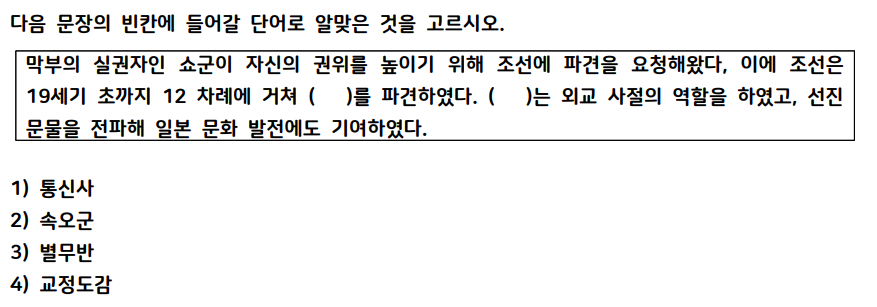 다음 문장의 빈칸에 들어갈 단어로 알맞은 것을 고르시오.
막부의 실권자인 쇼군이 자신의 권위를 높이기 위해 조선에 파견을 요청해왔다, 이에 조선은
19세기 초까지 12 차례에 거쳐 (    )를 파견하였다. (    )는 외교 사절의 역할을 하였고, 선진
문물을 전파해 일본 문화 발전에도 기여하였다.
1) 통신사
2) 속오군
3) 별무반
4) 교정도감